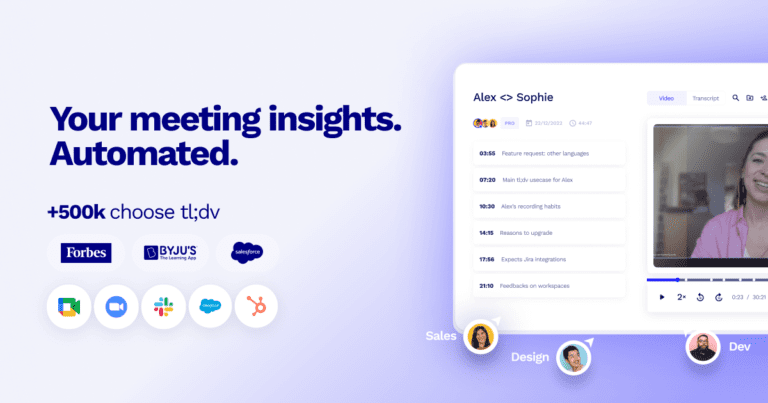 Your meeting insights.
Automated.
+500k choose tl;dv
Forbes
BYJU'S
The Learning App
salesforce
salesforce
Alex <> Sophie
Video
Transcript
PRO
44:47
03:55 Feature request: other languages
07:20 Main tl;dv usecase for Alex
10:30 Alex's recording habits
14:15 Reasons to upgrade
17:56 Expects Jira Integrations
21:10 Feedbacks on workspaces
2x
0:23 / 30:21
Sales
Design
Dev